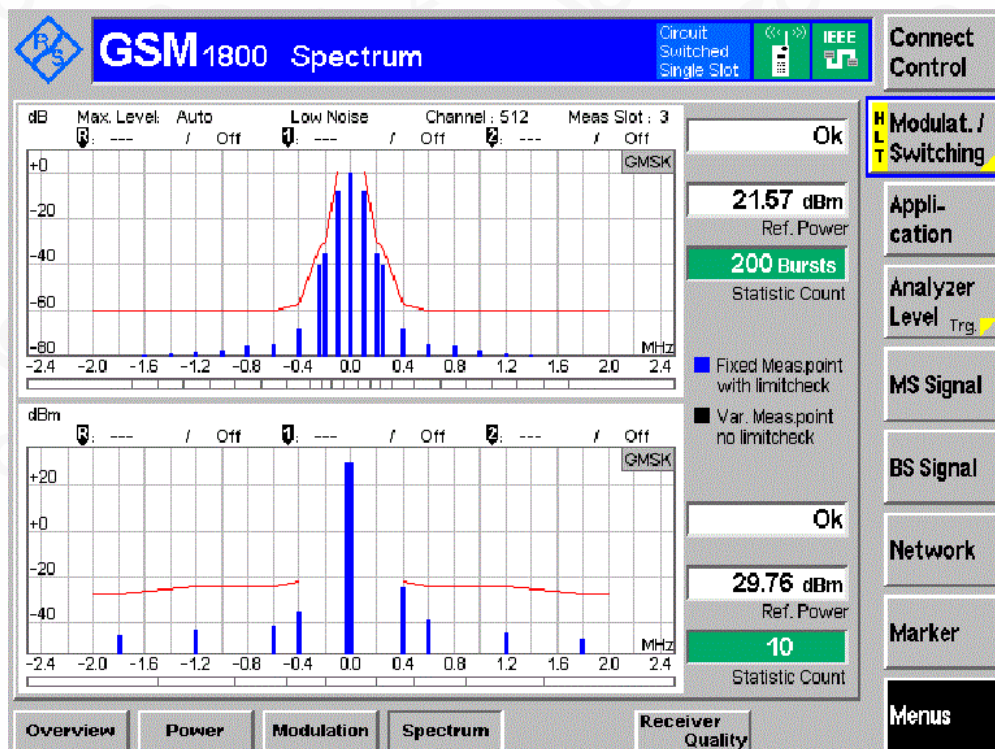 R/S
GSM 1800 Spectrum
Circuit
Switched
Single Slot
IEEE
Connect
Control
dB Max. Level: Auto Low Noise Channel : 512 Meas Slot : 3
R: --- / Off 1: --- / Off 2: --- / Off
GMSK
+0
-20
-40
-60
-80
MHz
-2.4 -2.0 -1.6 -1.2 -0.8 -0.4 0.0 0.4 0.8 1.2 1.6 2.0 2.4
Ok
21.57 dBm
Ref. Power
200 Bursts
Statistic Count
Fixed Meas.point
with limitcheck
Var. Meas.point
no limitcheck
dBm
R: --- / Off 1: --- / Off 2: --- / Off
GMSK
+20
+0
-20
-40
MHz
-2.4 -2.0 -1.6 -1.2 -0.8 -0.4 0.0 0.4 0.8 1.2 1.6 2.0 2.4
Ok
29.76 dBm
Ref. Power
10
Statistic Count
HLT
Modulat. /
Switching
Appli-
cation
Analyzer
Level Trg.
MS Signal
BS Signal
Network
Marker
Menus
Overview
Power
Modulation
Spectrum
Receiver
Quality